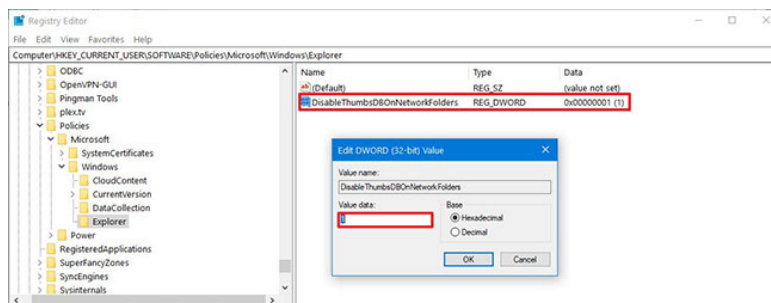 Registry Editor
File Edit View Favorites Help
Computer\HKEY_CURRENT_USER\SOFTWARE\Policies\Microsoft\Windows\Explorer
ODBC
OpenVPN-GUI
Pingman Tools
plex.tv
Policies
Microsoft
SystemCertificates
Windows
CloudContent
CurrentVersion
DataCollection
Explorer
Power
RegisteredApplications
SuperFancyZones
SyncEngines
Sysinternals
Name Type Data
ab (Default) REG_SZ (value not set)
DisableThumbsDBOnNetworkFolders REG_DWORD 0x00000001 (1)
Edit DWORD (32-bit) Value
Value name:
DisableThumbsDBOnNetworkFolders
Value data: Base
1 Hexadecimal
Decimal
OK Cancel